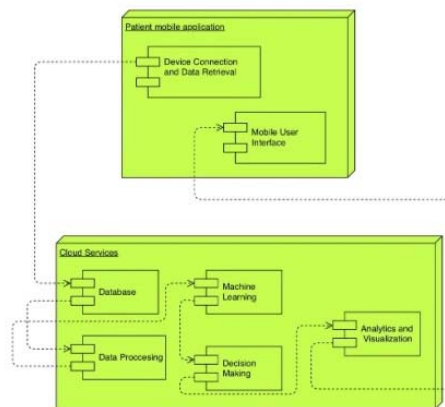 Patient mobile application
Device Connection
and Data Retrieval
Mobile User
Interface
Cloud Services
Database
Machine
Learning
Analytics and
Visualization
Data Proccesing
Decision
Making